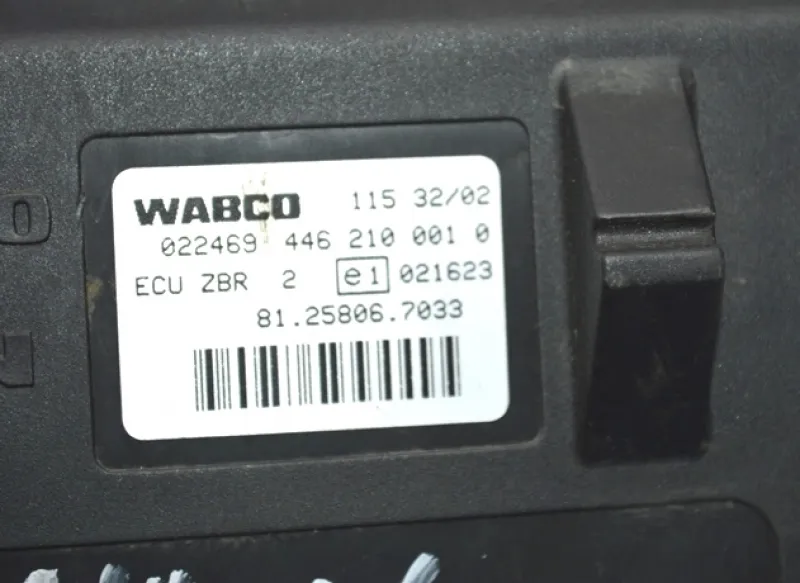 WABCO 115 32/02
022469 446 210 001 0
ECU ZBR 2 e1 021623
81.25806.7033
O
N